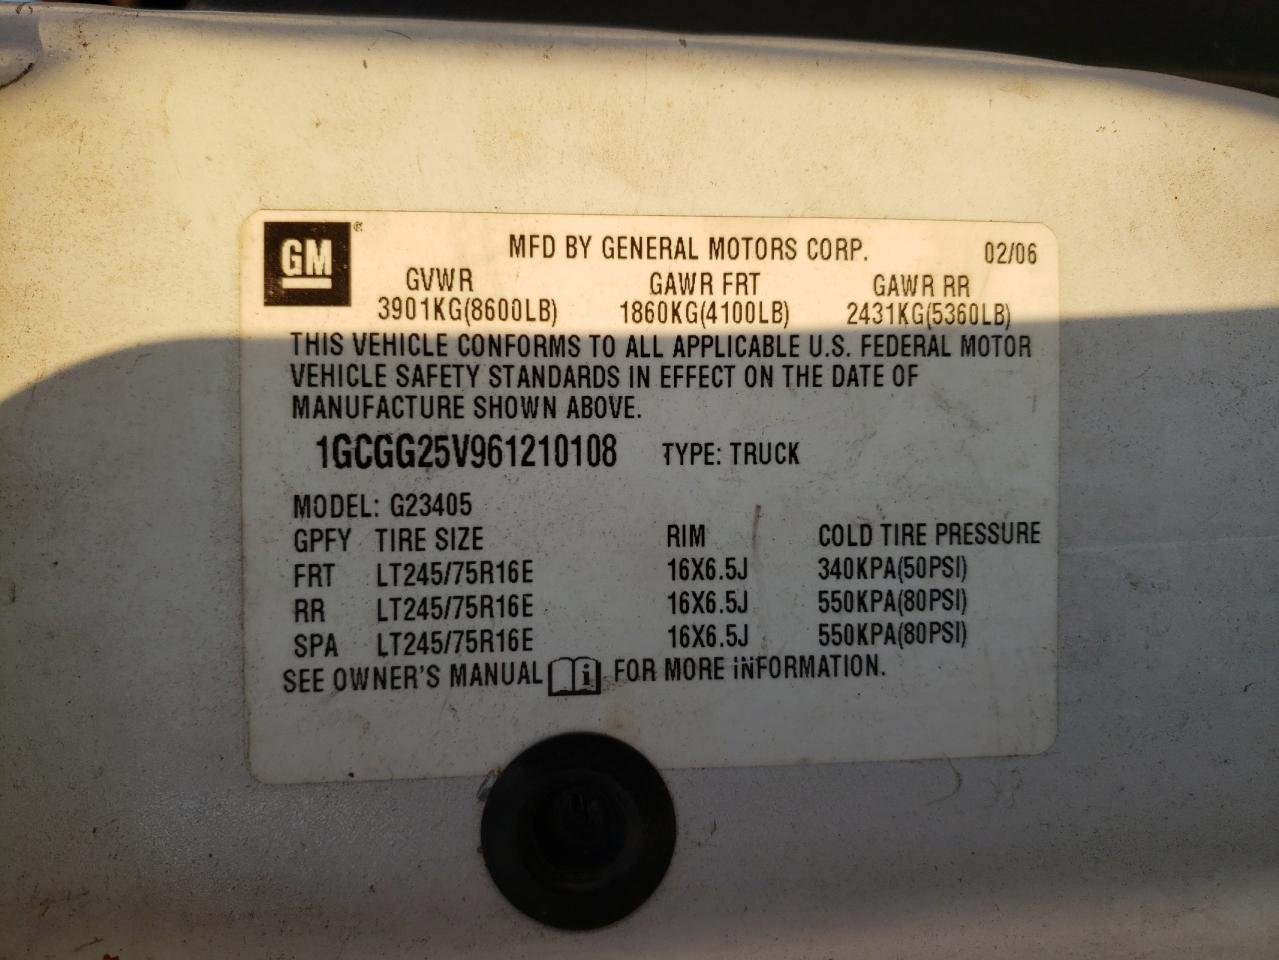 GM ®
MFD BY GENERAL MOTORS CORP. 02/06
GVWR GAWR FRT GAWR RR
3901KG(8600LB) 1860KG(4100LB) 2431KG(5360LB)
THIS VEHICLE CONFORMS TO ALL APPLICABLE U.S. FEDERAL MOTOR
VEHICLE SAFETY STANDARDS IN EFFECT ON THE DATE OF
MANUFACTURE SHOWN ABOVE.
1GCGG25V961210108 TYPE: TRUCK
MODEL: G23405
GPFY TIRE SIZE RIM COLD TIRE PRESSURE
FRT LT245/75R16E 16X6.5J 340KPA(50PSI)
RR LT245/75R16E 16X6.5J 550KPA(80PSI)
SPA LT245/75R16E 16X6.5J 550KPA(80PSI)
SEE OWNER'S MANUAL i FOR MORE INFORMATION.